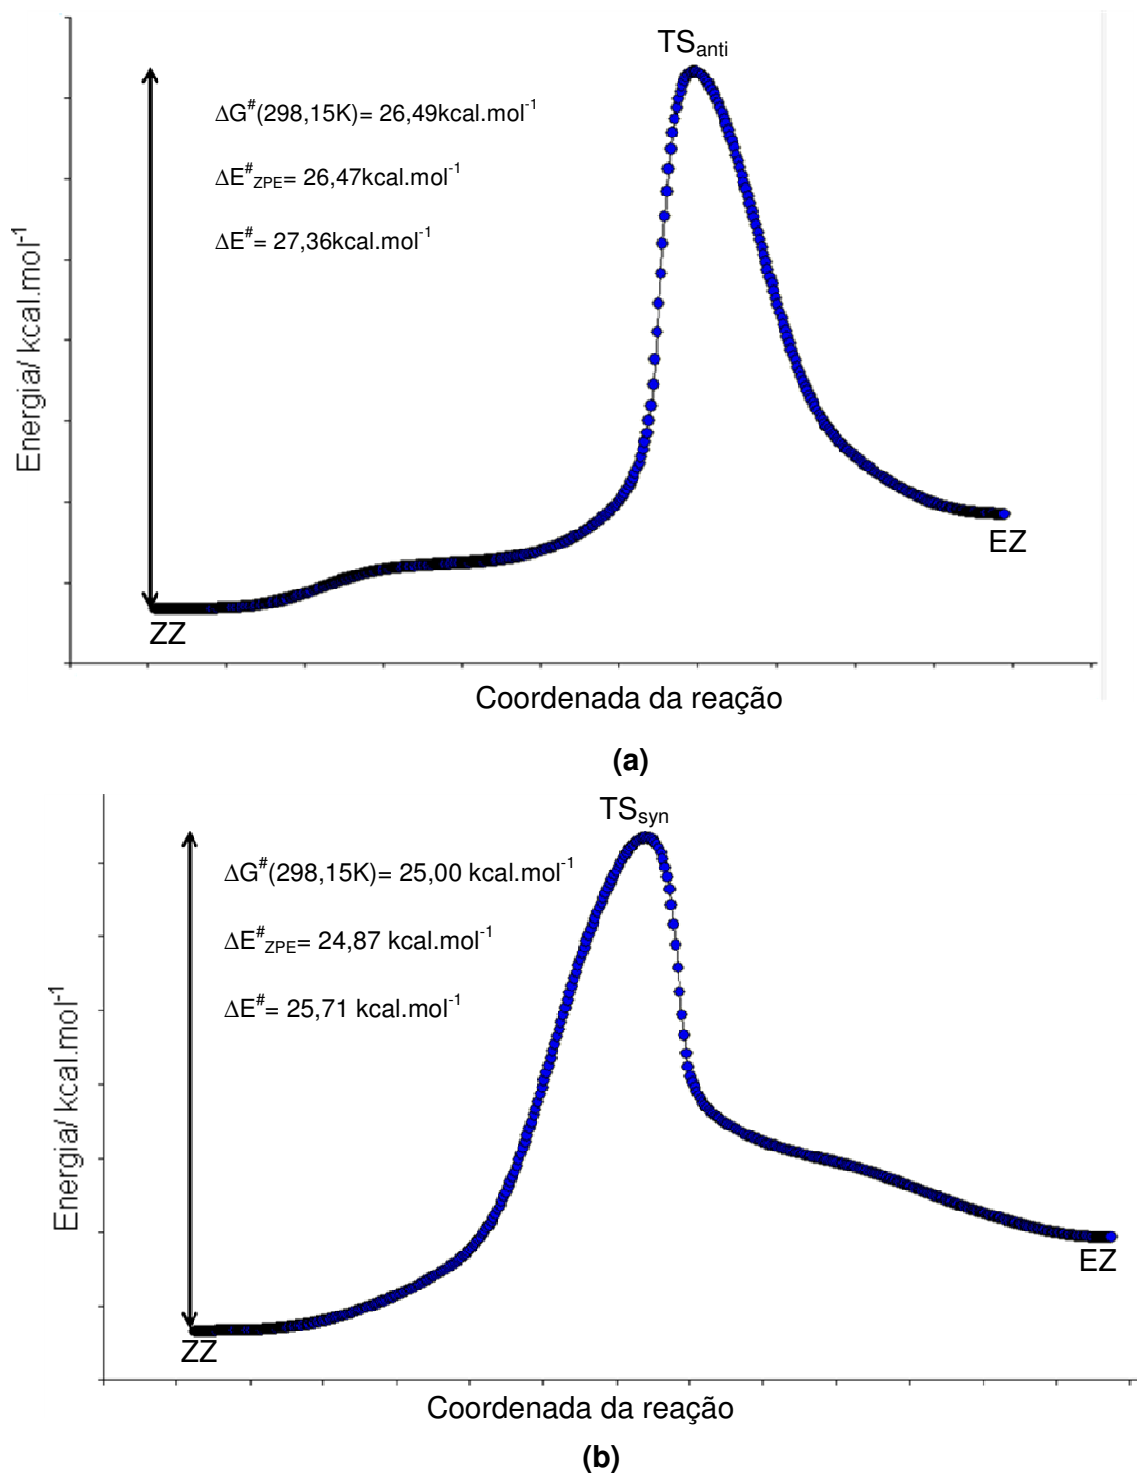 TSanti
ΔG#(298,15K)= 26,49kcal.mol-1
ΔE#ZPE= 26,47kcal.mol-1
ΔE#= 27,36kcal.mol-1
Energia/ kcal.mol-1
EZ
ZZ
Coordenada da reação
(a)
TSsyn
ΔG#(298,15K)= 25,00 kcal.mol-1
ΔE#ZPE= 24,87 kcal.mol-1
ΔE#= 25,71 kcal.mol-1
Energia/ kcal.mol-1
EZ
ZZ
Coordenada da reação
(b)